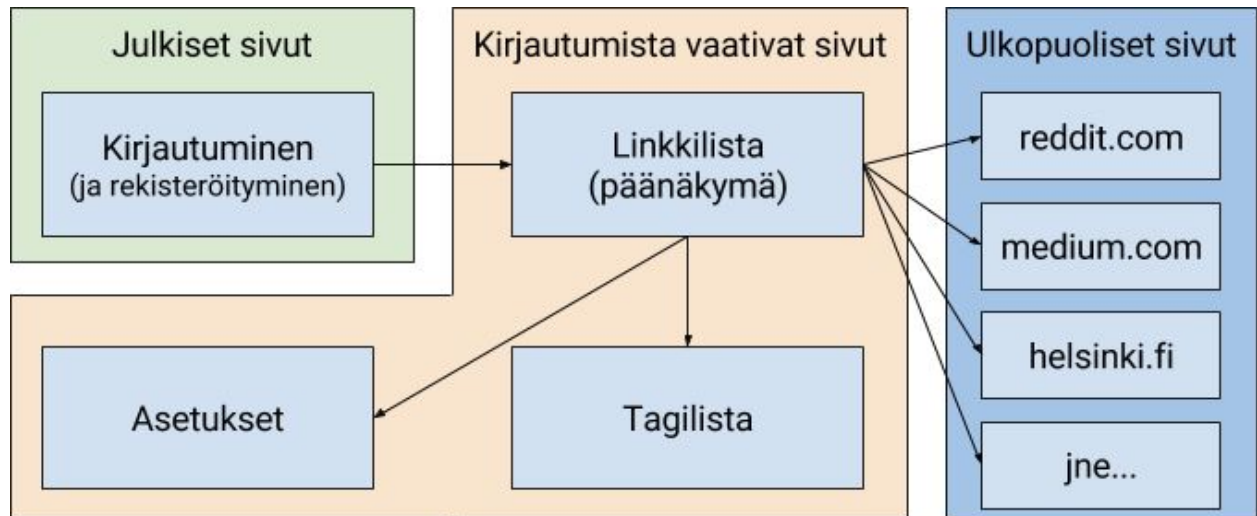 Julkiset sivut
Kirjautuminen
(ja rekisteröityminen)
Kirjautumista vaativat sivut
Linkkilista
(päänäkymä)
Asetukset
Tagilista
Ulkopuoliset sivut
reddit.com
medium.com
helsinki.fi
jne...